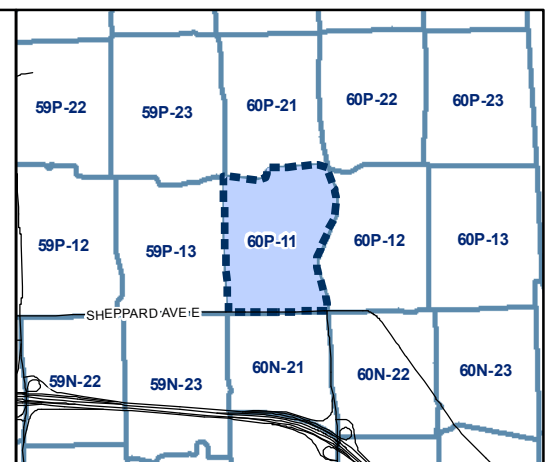 59P-22
59P-23
60P-21
60P-22
60P-23
59P-12
59P-13
60P-11
60P-12
60P-13
SHEPPARD AVE E
59N-22
59N-23
60N-21
60N-22
60N-23